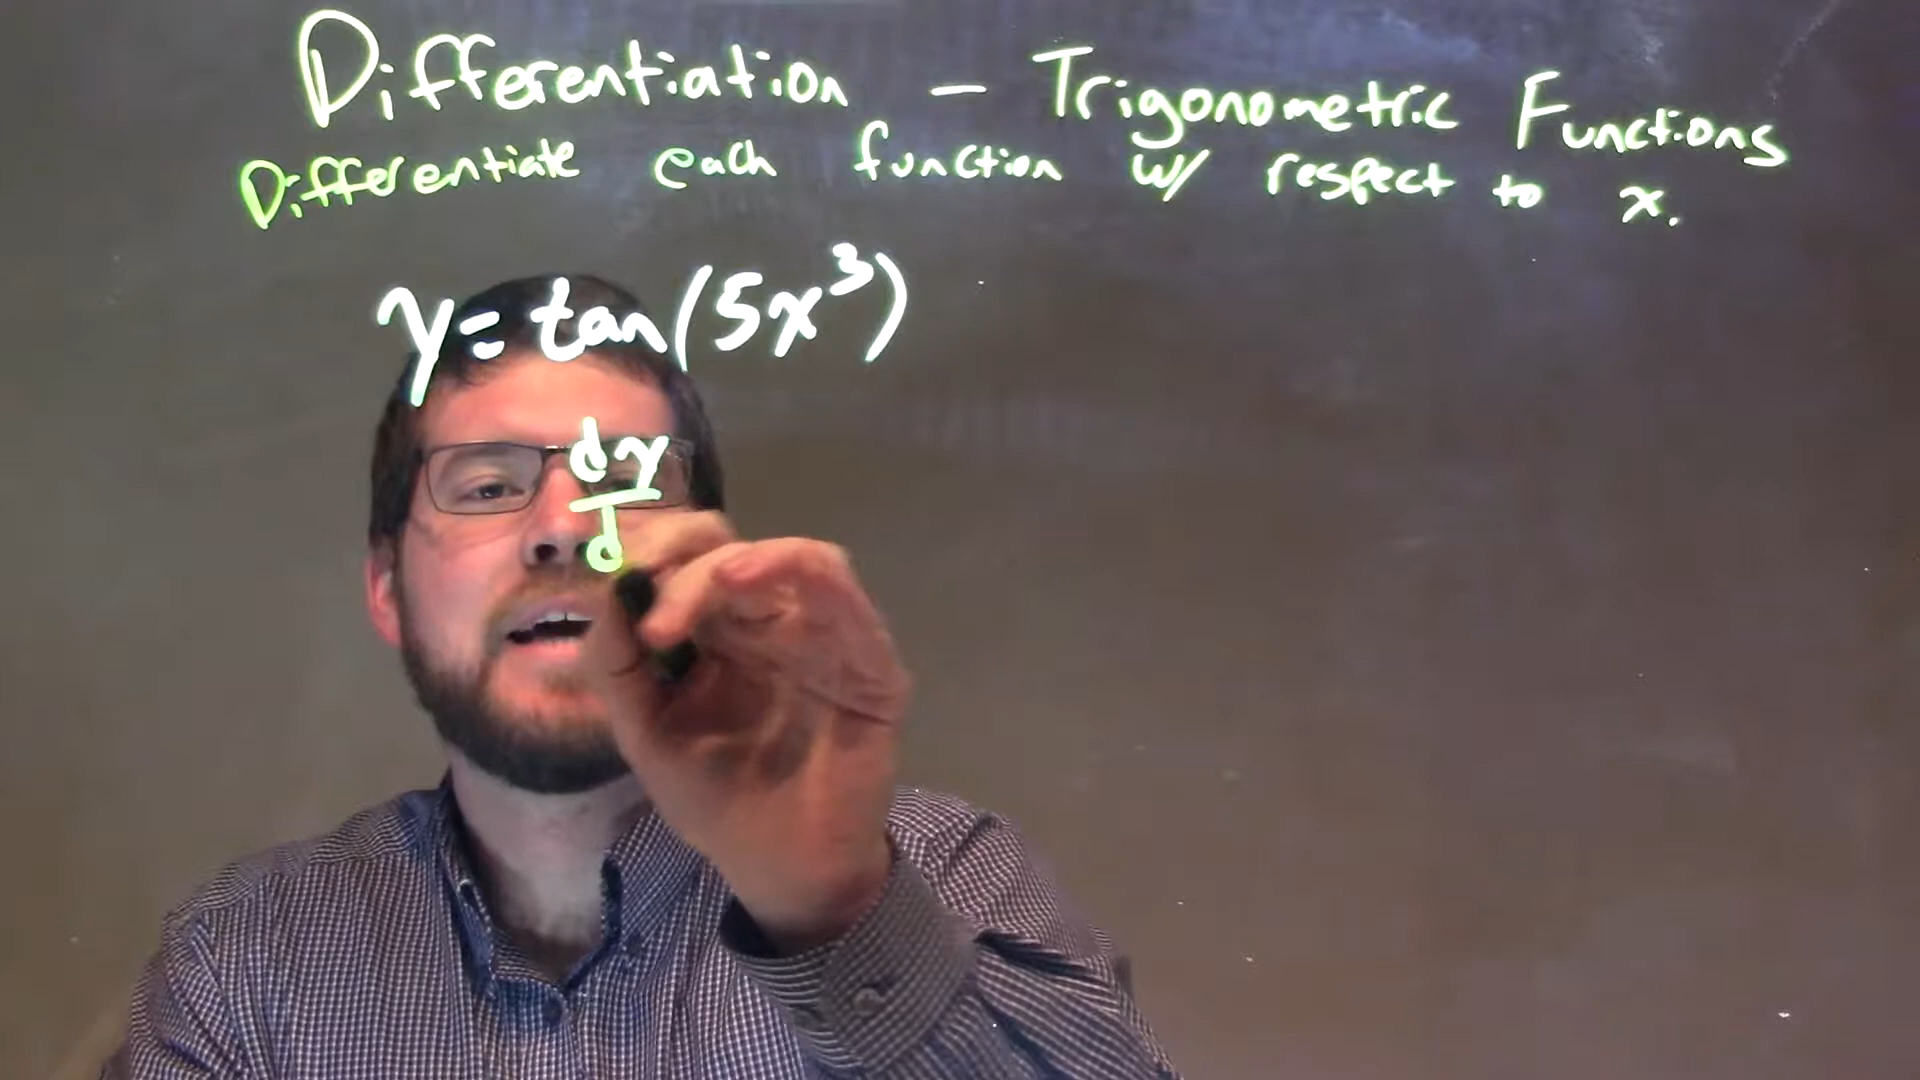 Differentiation - Trigonometric Functions
Differentiate each function w/ respect to x.
y = tan(5x³)
dy
d